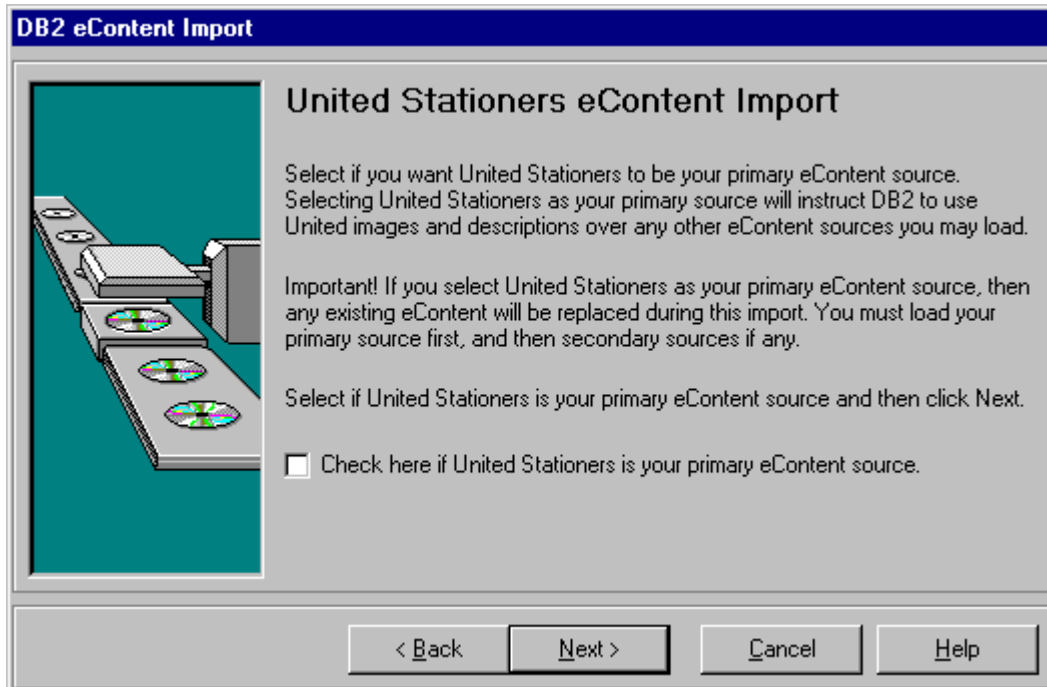 DB2 eContent Import
United Stationers eContent Import
Select if you want United Stationers to be your primary eContent source.
Selecting United Stationers as your primary source will instruct DB2 to use
United images and descriptions over any other eContent sources you may load.
Important! If you select United Stationers as your primary eContent source, then
any existing eContent will be replaced during this import. You must load your
primary source first, and then secondary sources if any.
Select if United Stationers is your primary eContent source and then click Next.
Check here if United Stationers is your primary eContent source.
< Back
Next >
Cancel
Help